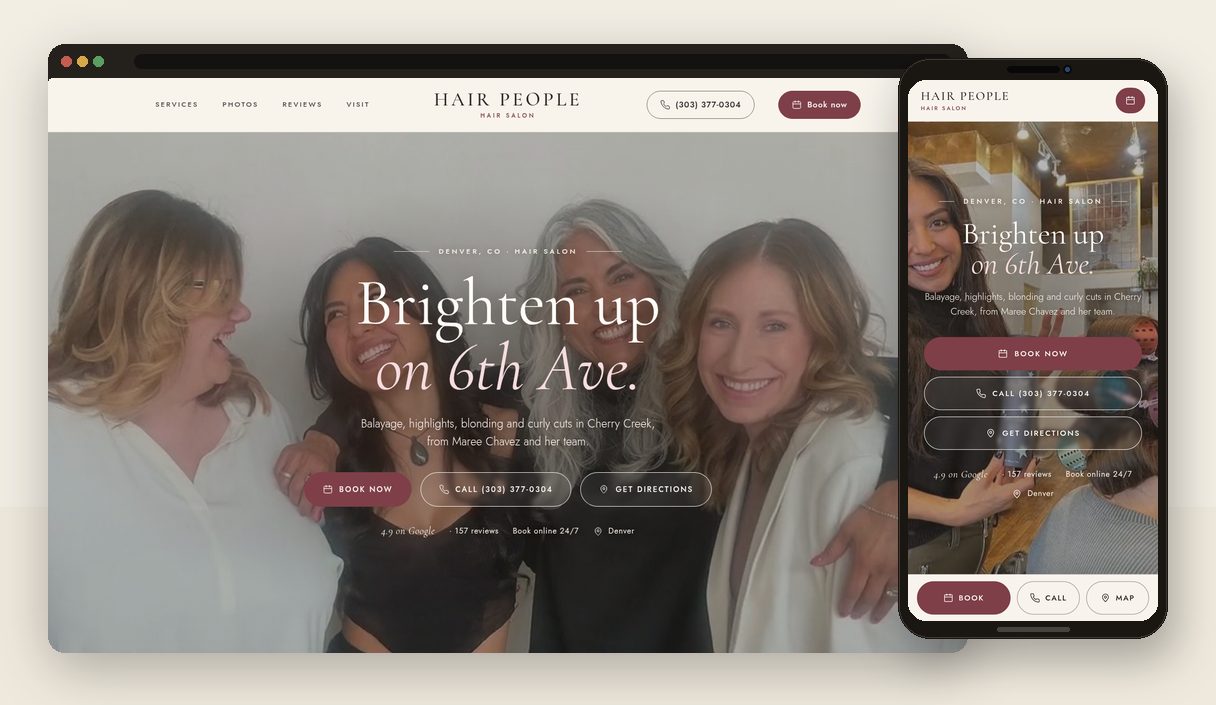 SERVICES PHOTOS REVIEWS VISIT
HAIR PEOPLE
HAIR SALON
(303) 377-0304
Book now
DENVER, CO · HAIR SALON
Brighten up
on 6th Ave.
Balayage, highlights, blonding and curly cuts in Cherry Creek,
from Maree Chavez and her team.
BOOK NOW
CALL (303) 377-0304
GET DIRECTIONS
4.9 on Google · 157 reviews Book online 24/7 Denver
HAIR PEOPLE
HAIR SALON
DENVER, CO · HAIR SALON
Brighten up
on 6th Ave.
Balayage, highlights, blonding and curly cuts in Cherry
Creek, from Maree Chavez and her team.
BOOK NOW
CALL (303) 377-0304
GET DIRECTIONS
4.9 on Google · 157 reviews Book online 24/7
Denver
BOOK CALL MAP